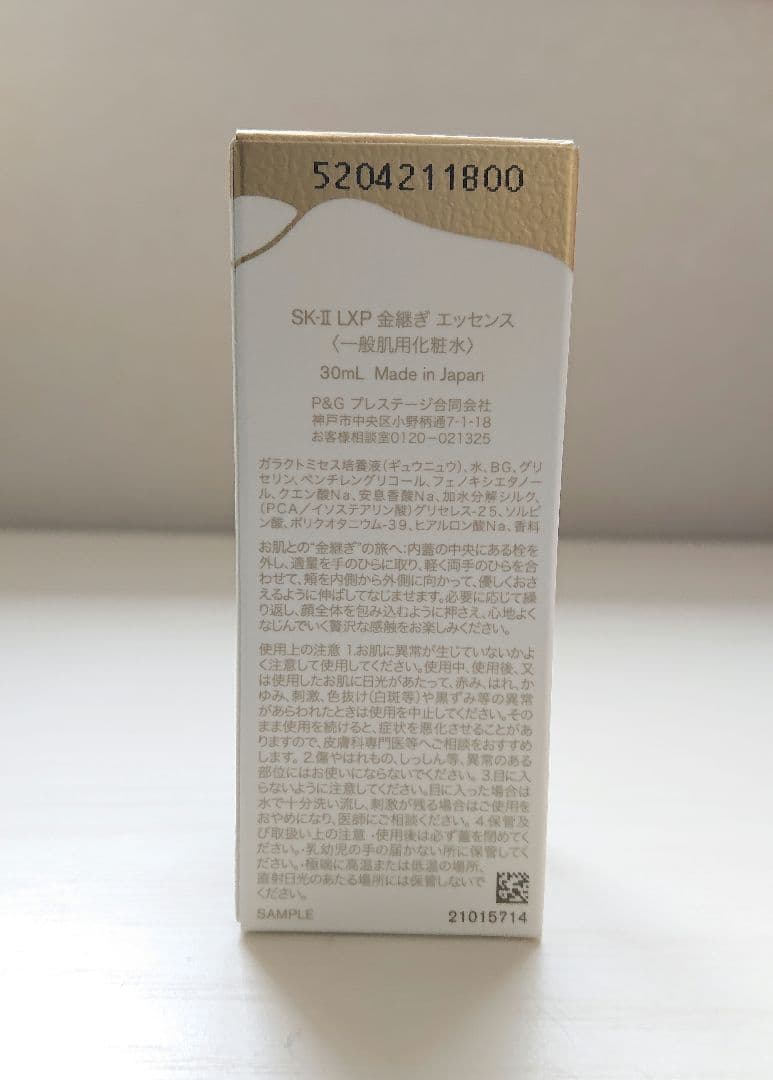 5204211800
SK-II LXP 金継ぎ エッセンス
〈一般肌用化粧水〉
30mL Made in Japan
P&G プレステージ合同会社
神戸市中央区小野柄通7-1-18
お客様相談室0120-021325
ガラクトミセス培養液(ギュウニュウ)、水、BG、グリ
セリン、ペンチレングリコール、フェノキシエタノー
ル、クエン酸Na、安息香酸Na、加水分解シルク、
(PCA/イソステアリン酸)グリセレス-25、ソルビ
ン酸、ポリクオタニウム-39、ヒアルロン酸Na、香料
お肌との“金継ぎ”の旅へ:内蓋の中央にある栓を
外し、適量を手のひらに取り、軽く両手のひらを合
わせて、頬を内側から外側に向かって、優しくおさ
えるように伸ばしてなじませます。必要に応じて繰
り返し、顔全体を包み込むように押さえ、心地よく
なじんでいく贅沢な感触をお楽しみください。
使用上の注意 1.お肌に異常が生じていないかよ
く注意して使用してください。使用中、使用後、又
は使用したお肌に日光があたって、赤み、はれ、か
ゆみ、刺激、色抜け(白斑等)や黒ずみ等の異常
があらわれたときは使用を中止してください。その
まま使用を続けると、症状を悪化させることがあ
りますので、皮膚科専門医等へご相談をおすすめ
します。2.傷やはれもの、しっしん等、異常のある
部位にはお使いにならないでください。3.目に入
らないように注意してください。目に入った場合は
水で十分洗い流し、刺激が残る場合はご使用を
おやめになり、医師にご相談ください。4.保管及
び取扱い上の注意・使用後は必ず蓋を閉めてく
ださい。・乳幼児の手の届かない所に保管してく
ださい。・極端に高温または低温の場所、
直射日光のあたる場所には保管しないで
ください。
SAMPLE
21015714